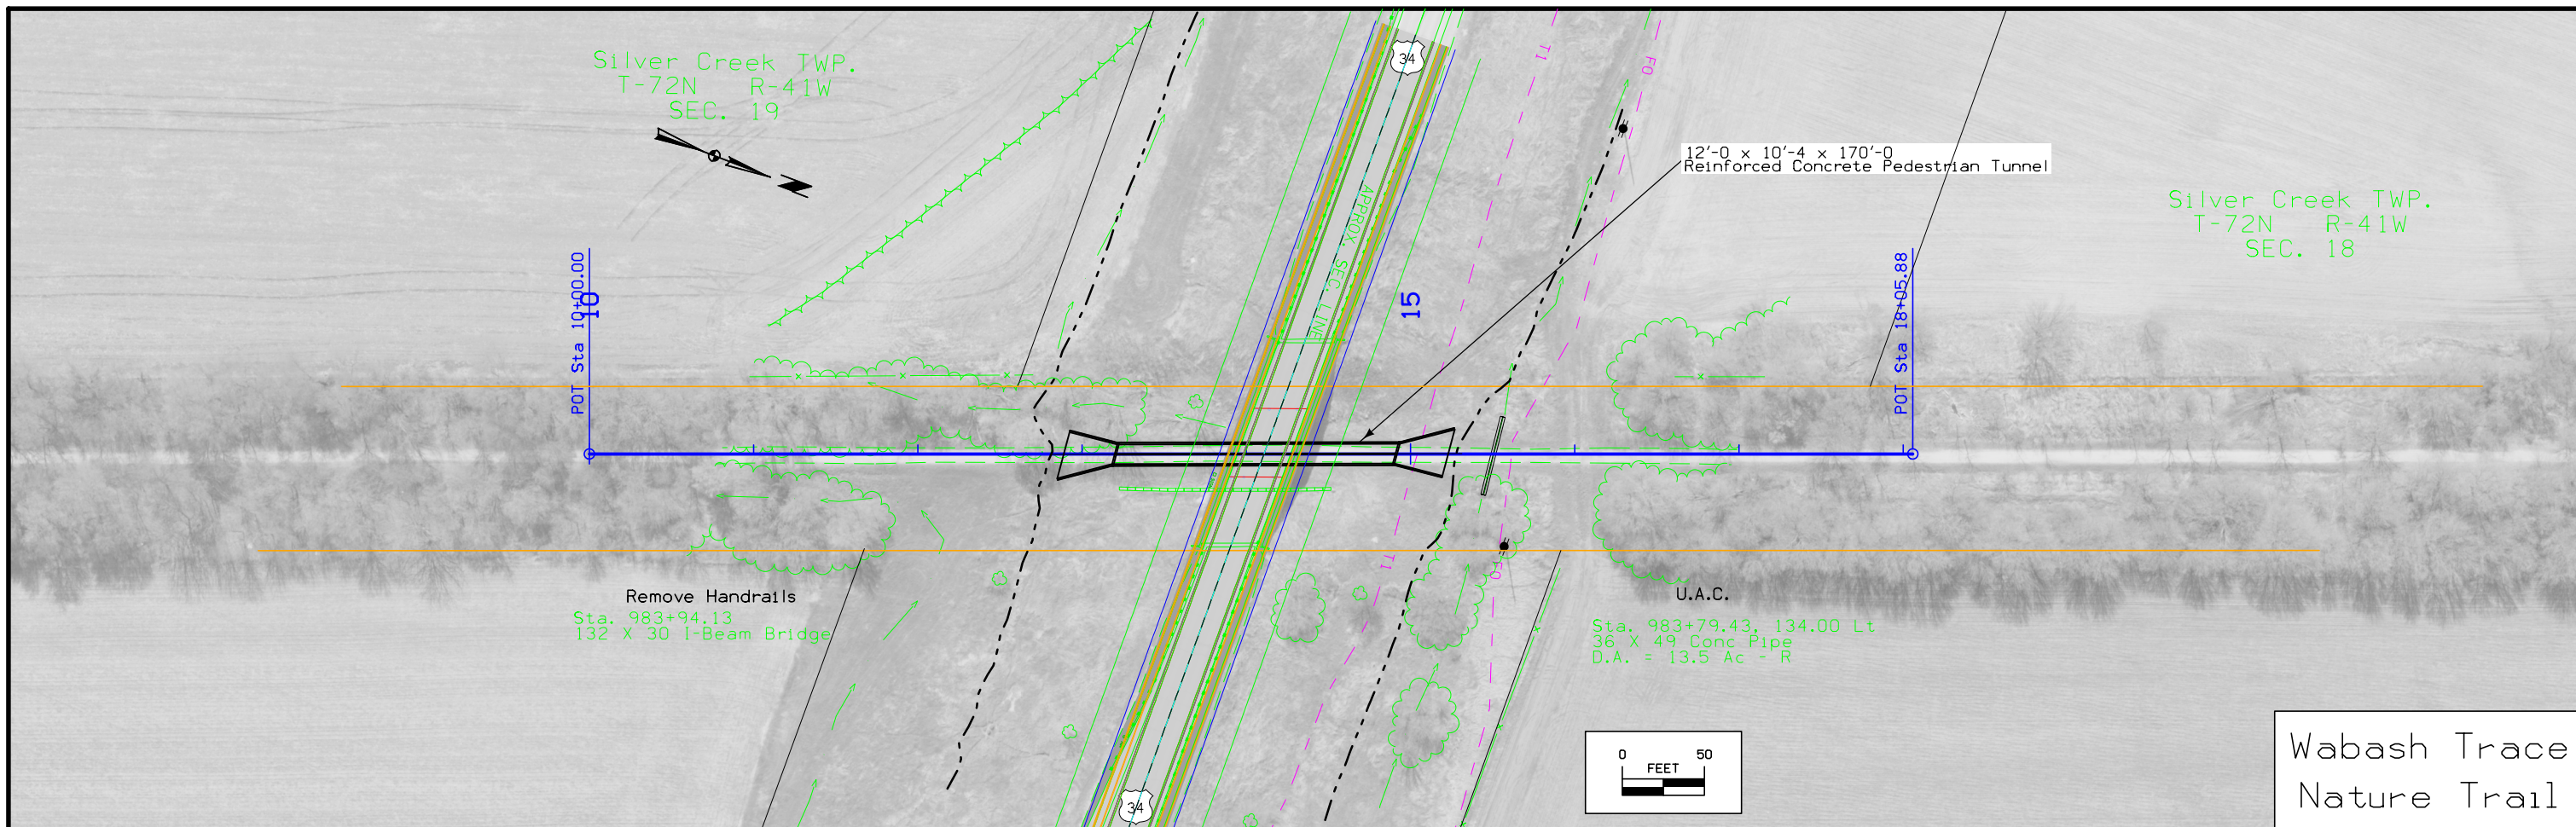 Silver Creek TWP.
T-72N R-41W
SEC. 19
34
T1
FO
12'-0 x 10'-4 x 170'-0
Reinforced Concrete Pedestrian Tunnel
Silver Creek TWP.
T-72N R-41W
SEC. 18
APPROX. SEC. LINE
POT Sta 10+00.00
10
15
POT Sta 18+05.88
N
T1
FO
Remove Handrails
Sta. 983+94.13
132 X 30 I-Beam Bridge
U.A.C.
Sta. 983+79.43, 134.00 Lt
36 X 49 Conc Pipe
D.A. = 13.5 Ac - R
34
0 50
FEET
Wabash Trace
Nature Trail